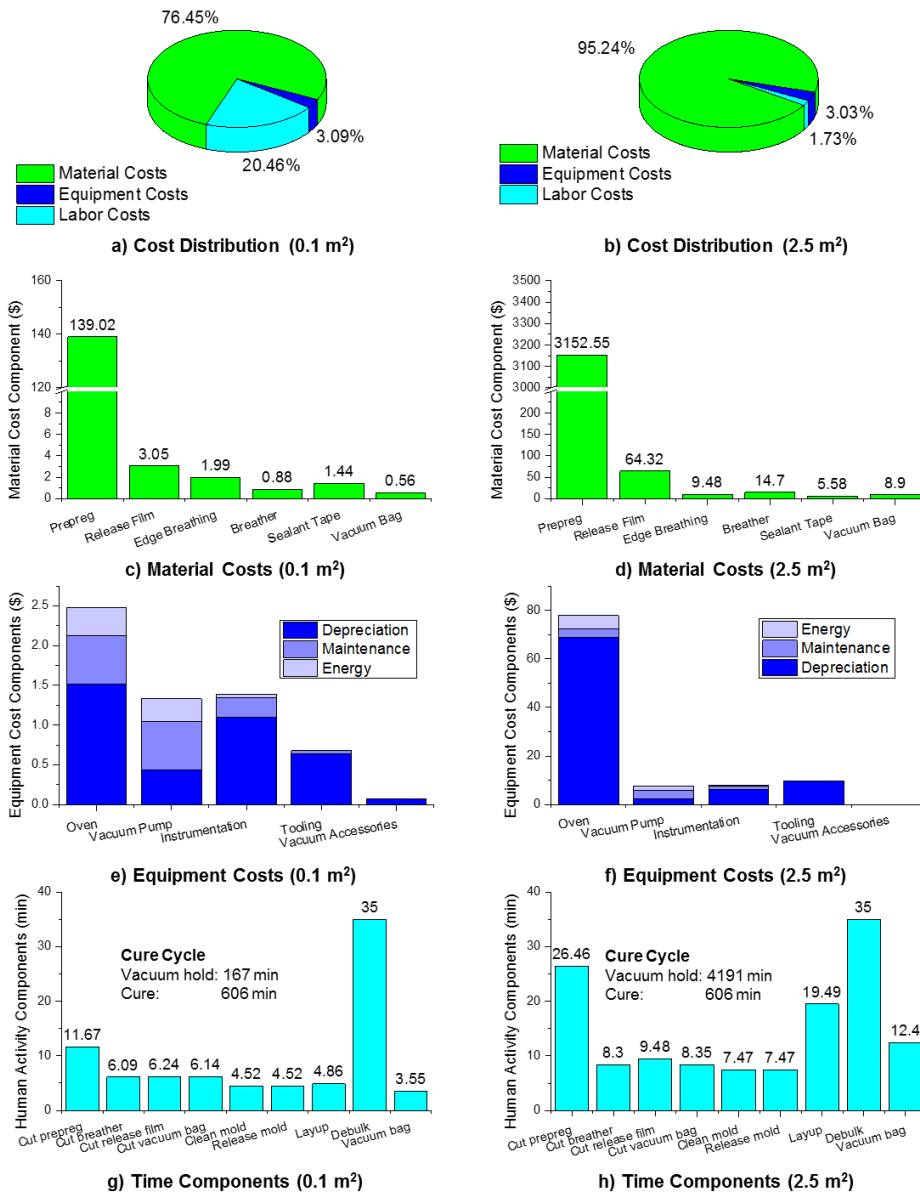 76.45%
3.09%
20.46%
Material Costs
Equipment Costs
Labor Costs
a) Cost Distribution (0.1 m²)
95.24%
3.03%
1.73%
Material Costs
Equipment Costs
Labor Costs
b) Cost Distribution (2.5 m²)
Material Cost Component ($)
160
140
120
8
6
4
2
0
139.02
3.05
1.99
0.88
1.44
0.56
Prepreg
Release Film
Edge Breathing
Breather
Sealant Tape
Vacuum Bag
c) Material Costs (0.1 m²)
Material Cost Component ($)
3500
3400
3300
3200
3100
3000
200
150
100
50
0
3152.55
64.32
9.48
14.7
5.58
8.9
Prepreg
Release Film
Edge Breathing
Breather
Sealant Tape
Vacuum Bag
d) Material Costs (2.5 m²)
Equipment Cost Components ($)
2.5
2.0
1.5
1.0
0.5
0.0
Depreciation
Maintenance
Energy
Oven
Vacuum Pump
Instrumentation
Tooling
Vacuum Accessories
e) Equipment Costs (0.1 m²)
Equipment Cost Components ($)
80
60
40
20
0
Energy
Maintenance
Depreciation
Oven
Vacuum Pump
Instrumentation
Tooling
Vacuum Accessories
f) Equipment Costs (2.5 m²)
Human Activity Components (min)
40
30
20
10
0
Cure Cycle
Vacuum hold: 167 min
Cure: 606 min
11.67
6.09
6.24
6.14
4.52
4.52
4.86
35
3.55
Cut prepreg
Cut breather
Cut release film
Cut vacuum bag
Clean mold
Release mold
Layup
Debulk
Vacuum bag
g) Time Components (0.1 m²)
Human Activity Components (min)
40
30
20
10
0
Cure Cycle
Vacuum hold: 4191 min
Cure: 606 min
26.46
8.3
9.48
8.35
7.47
7.47
19.49
35
12.4
Cut prepreg
Cut breather
Cut release film
Cut vacuum bag
Clean mold
Release mold
Layup
Debulk
Vacuum bag
h) Time Components (2.5 m²)